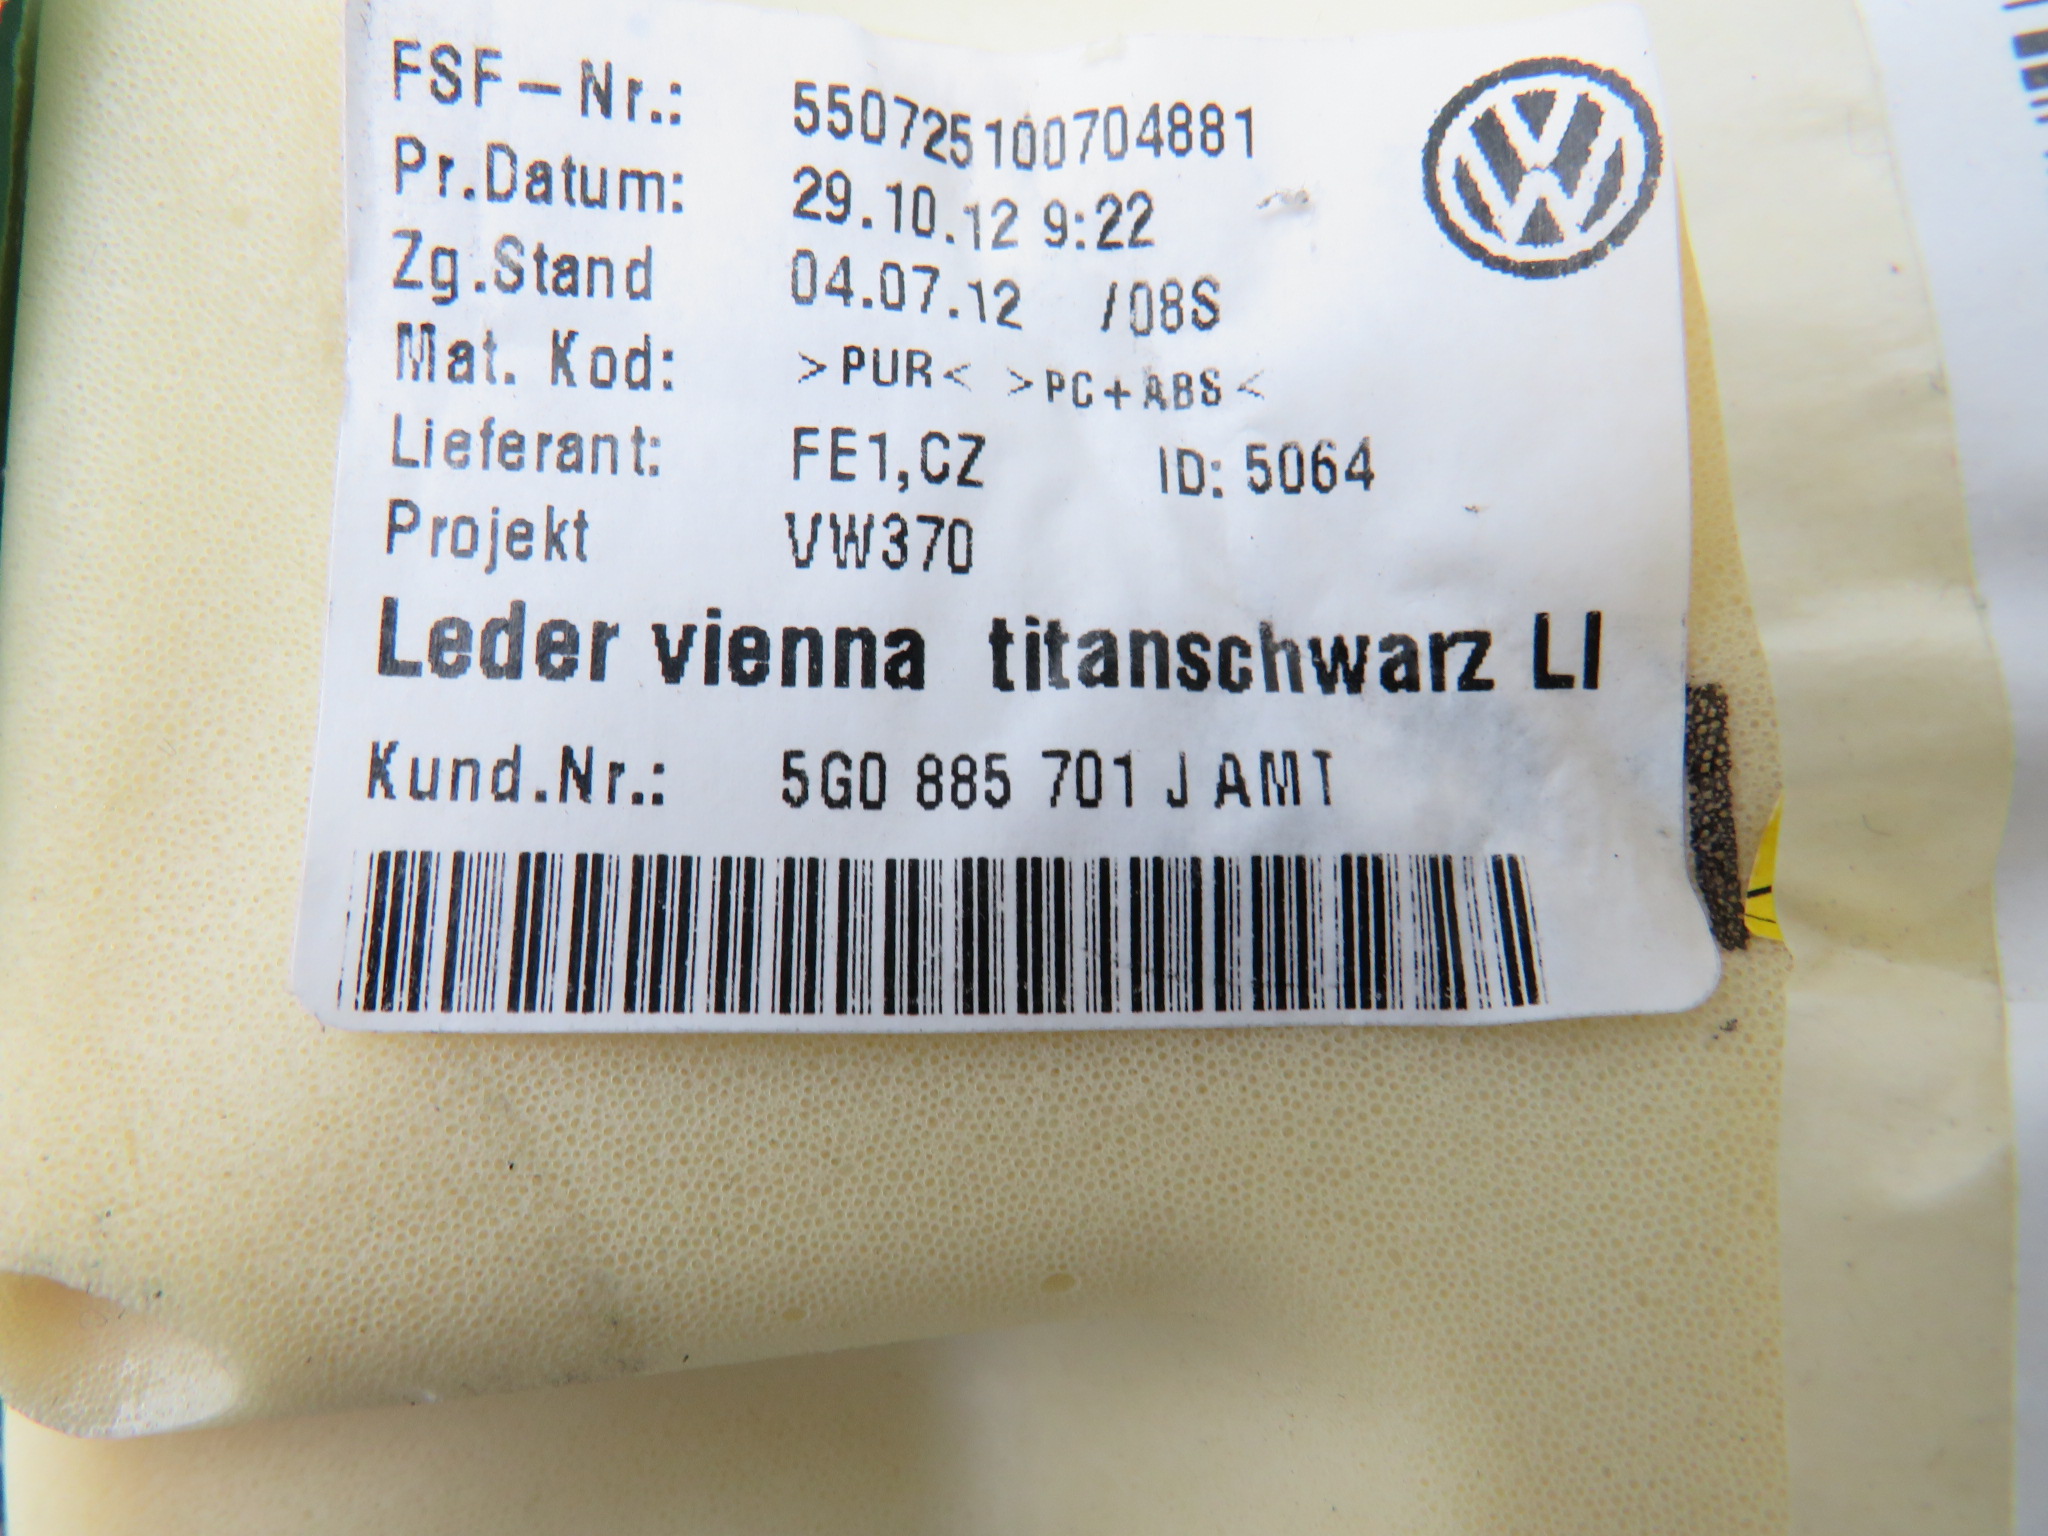 FSF-Nr.: 550725100704881
Pr.Datum: 29.10.12 9:22
Zg.Stand 04.07.12 /08S
Mat. Kod: >PUR< >PC+ABS<
Lieferant: FE1,CZ ID: 5064
Projekt VW370
Leder vienna titanschwarz LI
Kund.Nr.: 5G0 885 701 J AMT